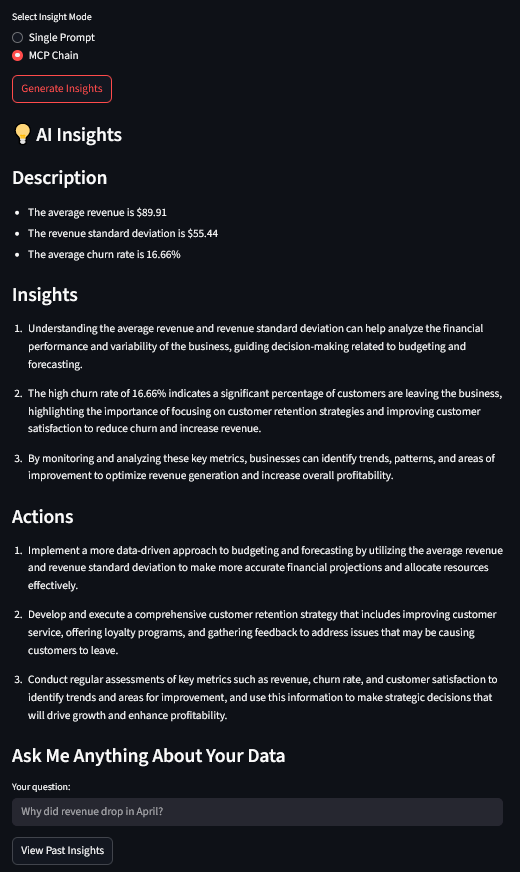 Select Insight Mode
Single Prompt
MCP Chain
Generate Insights
💡 AI Insights
Description
• The average revenue is $89.91
• The revenue standard deviation is $55.44
• The average churn rate is 16.66%
Insights
1. Understanding the average revenue and revenue standard deviation can help analyze the financial
performance and variability of the business, guiding decision-making related to budgeting and
forecasting.
2. The high churn rate of 16.66% indicates a significant percentage of customers are leaving the business,
highlighting the importance of focusing on customer retention strategies and improving customer
satisfaction to reduce churn and increase revenue.
3. By monitoring and analyzing these key metrics, businesses can identify trends, patterns, and areas of
improvement to optimize revenue generation and increase overall profitability.
Actions
1. Implement a more data-driven approach to budgeting and forecasting by utilizing the average revenue
and revenue standard deviation to make more accurate financial projections and allocate resources
effectively.
2. Develop and execute a comprehensive customer retention strategy that includes improving customer
service, offering loyalty programs, and gathering feedback to address issues that may be causing
customers to leave.
3. Conduct regular assessments of key metrics such as revenue, churn rate, and customer satisfaction to
identify trends and areas for improvement, and use this information to make strategic decisions that
will drive growth and enhance profitability.
Ask Me Anything About Your Data
Your question:
Why did revenue drop in April?
View Past Insights